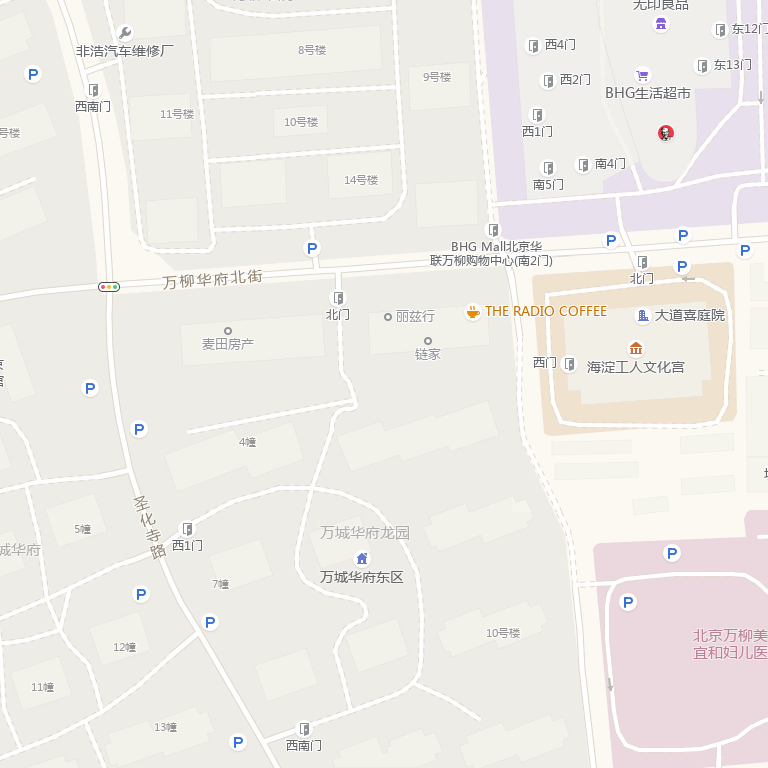 无印良品
东12门
8号楼
西4门
非浩汽车维修厂
东13门
9号楼
西2门
BHG生活超市
西南门
11号楼
10号楼
西1门
号楼
南4门
14号楼
南5门
BHG Mall北京华
联万柳购物中心(南2门)
北门
万柳华府北街
北门
丽兹行
THE RADIO COFFEE
大道喜庭院
麦田房产
链家
西门
海淀工人文化宫
4幢
圣化寺路
5幢
万城华府龙园
西1门
城华府
万城华府东区
7幢
10号楼
北京万柳美
宜和妇儿医
12幢
11幢
13幢
西南门